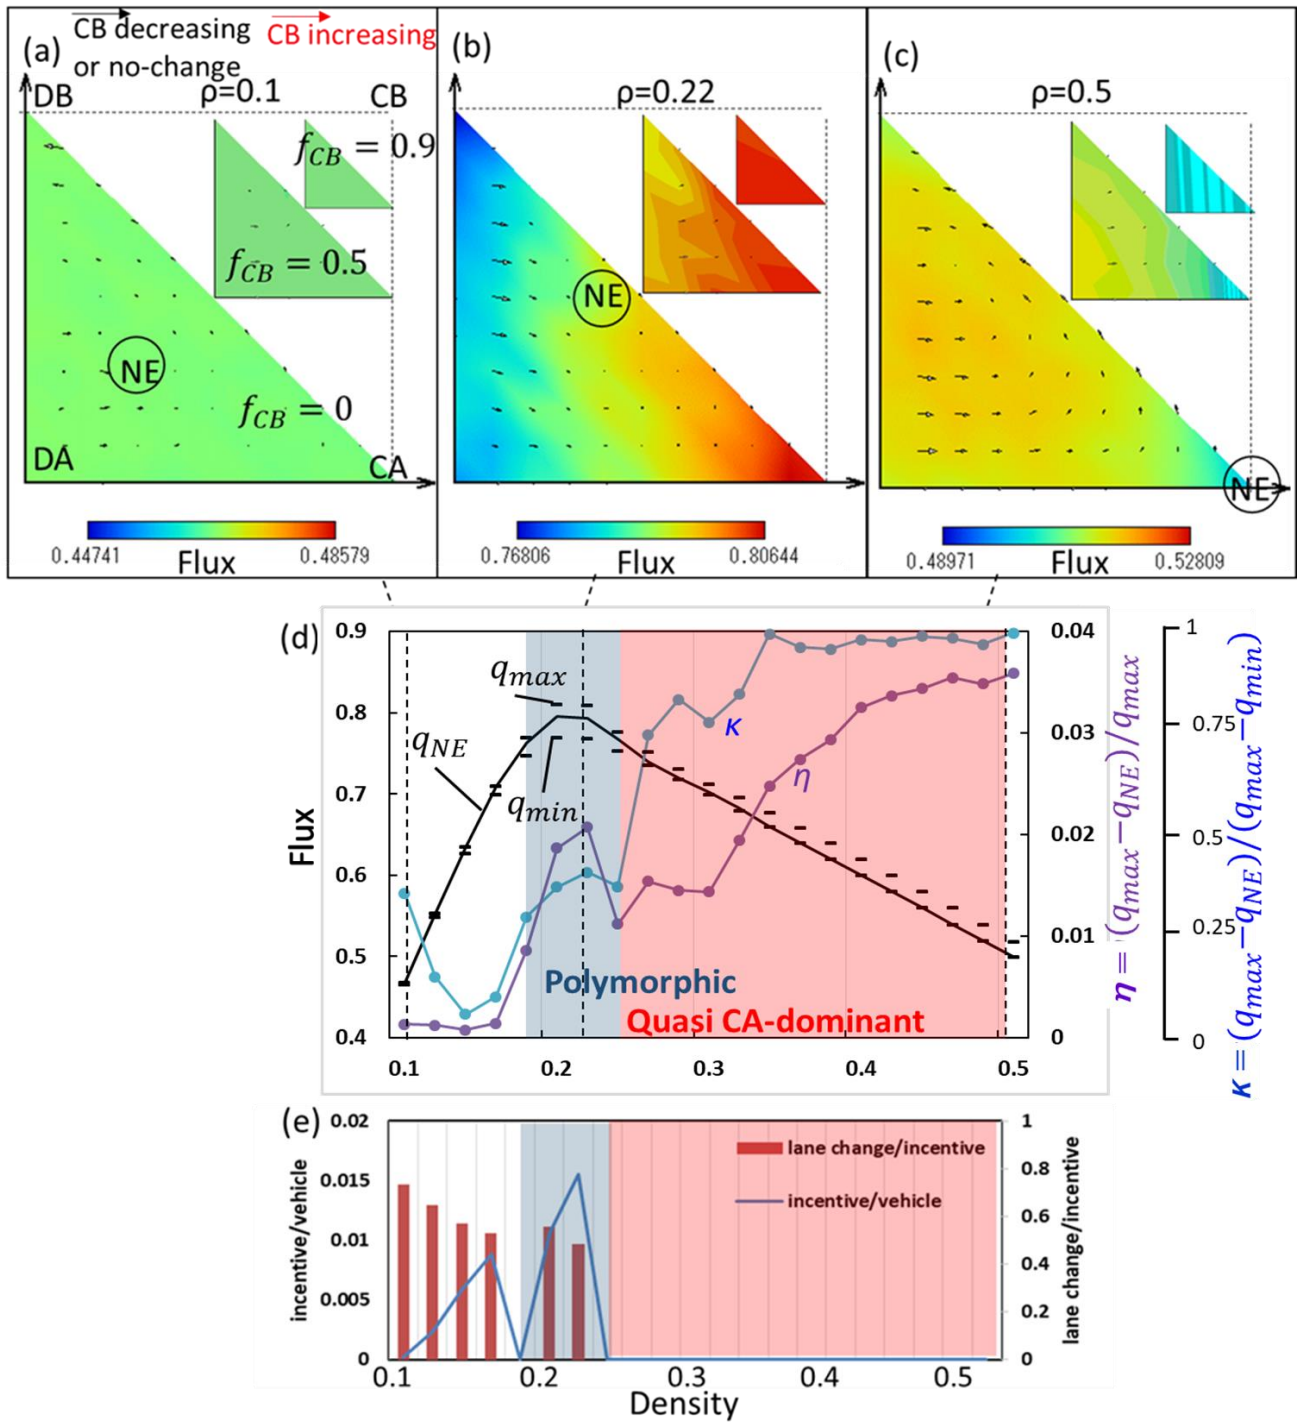 (a) CB decreasing or no-change
CB increasing
ρ=0.1
DB
CB
f_CB = 0.9
f_CB = 0.5
NE
f_CB = 0
DA
CA
0.44741
0.48579
Flux
(b)
ρ=0.22
NE
0.76806
0.80644
Flux
(c)
ρ=0.5
NE
0.48971
0.52809
Flux
(d)
0.9
0.8
0.7
0.6
0.5
0.4
Flux
q_max
q_NE
q_min
κ
η
Polymorphic
Quasi CA-dominant
0.1
0.2
0.3
0.4
0.5
0.04
0.03
0.02
0.01
0
η = (q_max − q_NE)/q_max
1
0.75
0.5
0.25
0
κ = (q_max − q_NE)/(q_max − q_min)
(e)
0.02
0.015
0.01
0.005
0
incentive/vehicle
lane change/incentive
incentive/vehicle
1
0.8
0.6
0.4
0.2
0
lane change/incentive
0.1
0.2
0.3
0.4
0.5
Density